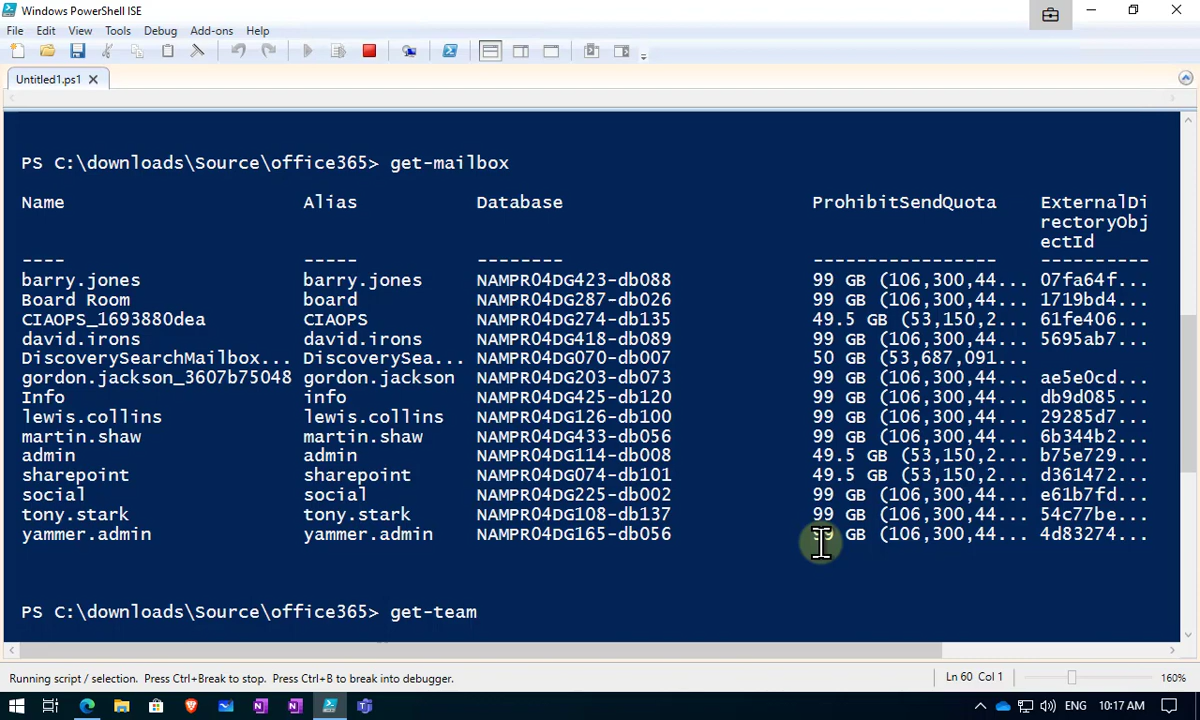 Windows PowerShell ISE
File Edit View Tools Debug Add-ons Help
Untitled1.ps1
PS C:\downloads\Source\office365> get-mailbox
Name Alias Database ProhibitSendQuota ExternalDi
rectoryObj
ectId
---- ----- -------- ----------------- ----------
barry.jones barry.jones NAMPR04DG423-db088 99 GB (106,300,44... 07fa64f...
Board Room board NAMPR04DG287-db026 99 GB (106,300,44... 1719bd4...
CIAOPS_1693880dea CIAOPS NAMPR04DG274-db135 49.5 GB (53,150,2... 61fe406...
david.irons david.irons NAMPR04DG418-db089 99 GB (106,300,44... 5695ab7...
DiscoverySearchMailbox... DiscoverySea... NAMPR04DG070-db007 50 GB (53,687,091...
gordon.jackson_3607b75048 gordon.jackson NAMPR04DG203-db073 99 GB (106,300,44... ae5e0cd...
Info info NAMPR04DG425-db120 99 GB (106,300,44... db9d085...
lewis.collins lewis.collins NAMPR04DG126-db100 99 GB (106,300,44... 29285d7...
martin.shaw martin.shaw NAMPR04DG433-db056 99 GB (106,300,44... 6b344b2...
admin admin NAMPR04DG114-db008 49.5 GB (53,150,2... b75e729...
sharepoint sharepoint NAMPR04DG074-db101 49.5 GB (53,150,2... d361472...
social social NAMPR04DG225-db002 99 GB (106,300,44... e61b7fd...
tony.stark tony.stark NAMPR04DG108-db137 99 GB (106,300,44... 54c77be...
yammer.admin yammer.admin NAMPR04DG165-db056 99 GB (106,300,44... 4d83274...
PS C:\downloads\Source\office365> get-team
Running script / selection. Press Ctrl+Break to stop. Press Ctrl+B to break into debugger. Ln 60 Col 1 160%
ENG 10:17 AM